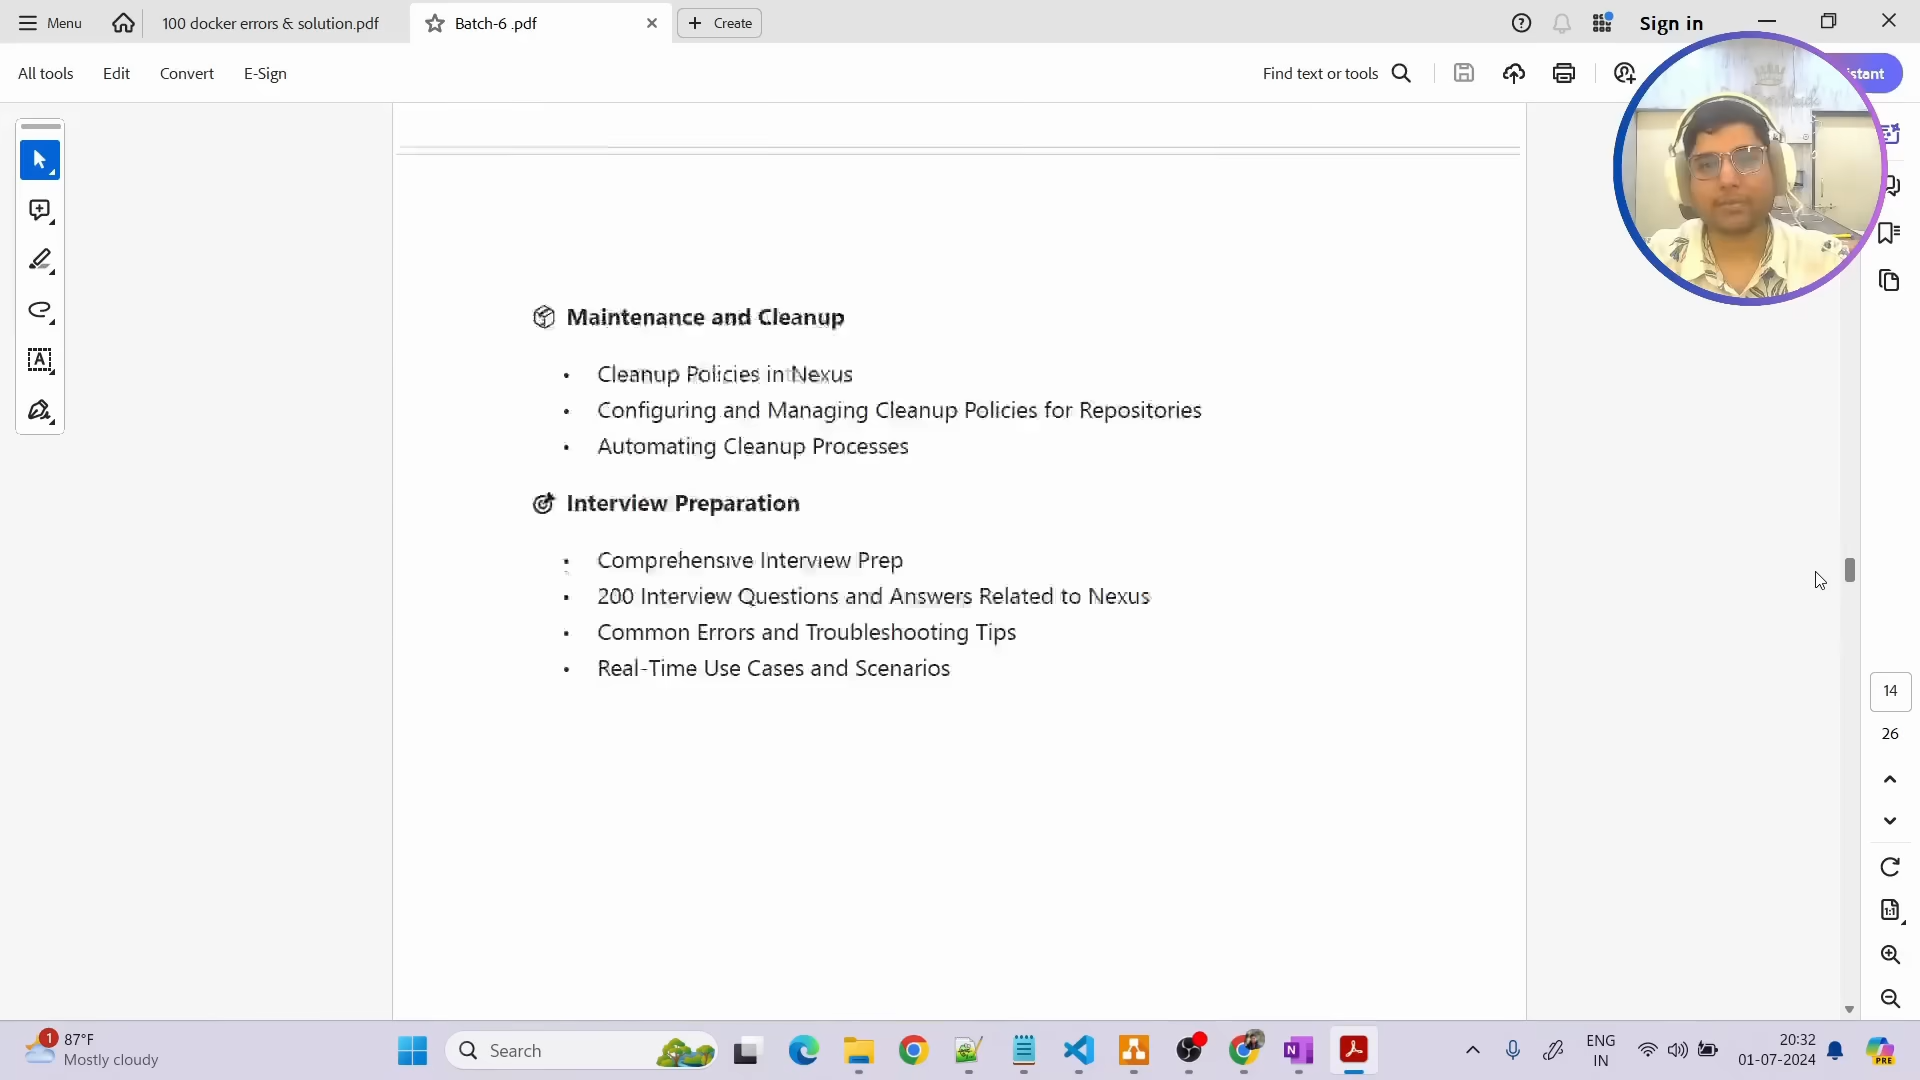 Menu
100 docker errors & solution.pdf
Batch-6 .pdf
Create
Sign in
All tools
Edit
Convert
E-Sign
Find text or tools
stant
Maintenance and Cleanup
• Cleanup Policies in Nexus
• Configuring and Managing Cleanup Policies for Repositories
• Automating Cleanup Processes
Interview Preparation
• Comprehensive Interview Prep
• 200 Interview Questions and Answers Related to Nexus
• Common Errors and Troubleshooting Tips
• Real-Time Use Cases and Scenarios
14
26
1
87°F
Mostly cloudy
Search
ENG
IN
20:32
01-07-2024
PRE